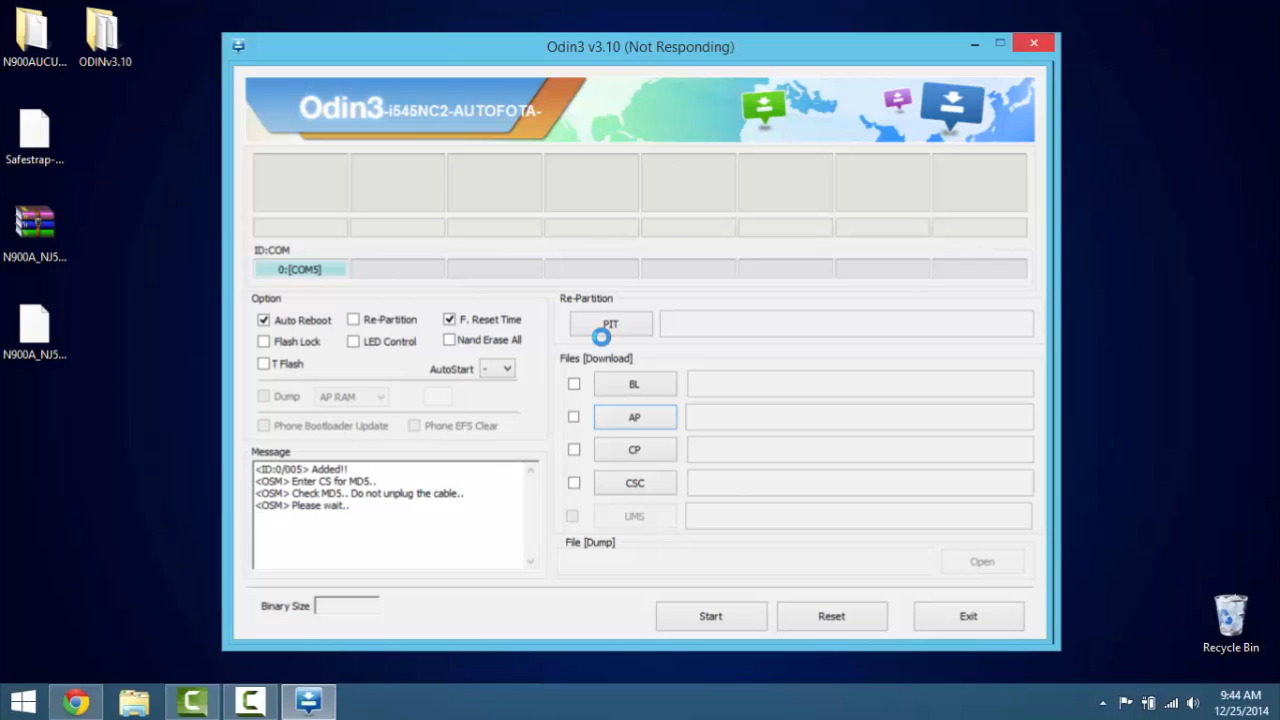 N900AUCU...
ODINv3.10
Safestrap-...
N900A_NJ5...
N900A_NJ5...
Odin3 v3.10 (Not Responding)
Odin3-i545NC2-AUTOFOTA-
ID:COM
0:[COM5]
Option
Auto Reboot
Re-Partition
F. Reset Time
Flash Lock
LED Control
Nand Erase All
T Flash
AutoStart
-
Dump
AP RAM
Phone Bootloader Update
Phone EFS Clear
Message
<ID:0/005> Added!!
<OSM> Enter CS for MD5..
<OSM> Check MD5.. Do not unplug the cable..
<OSM> Please wait..
Re-Partition
PIT
Files [Download]
BL
AP
CP
CSC
UMS
File [Dump]
Open
Binary Size
Start
Reset
Exit
Recycle Bin
9:44 AM
12/25/2014